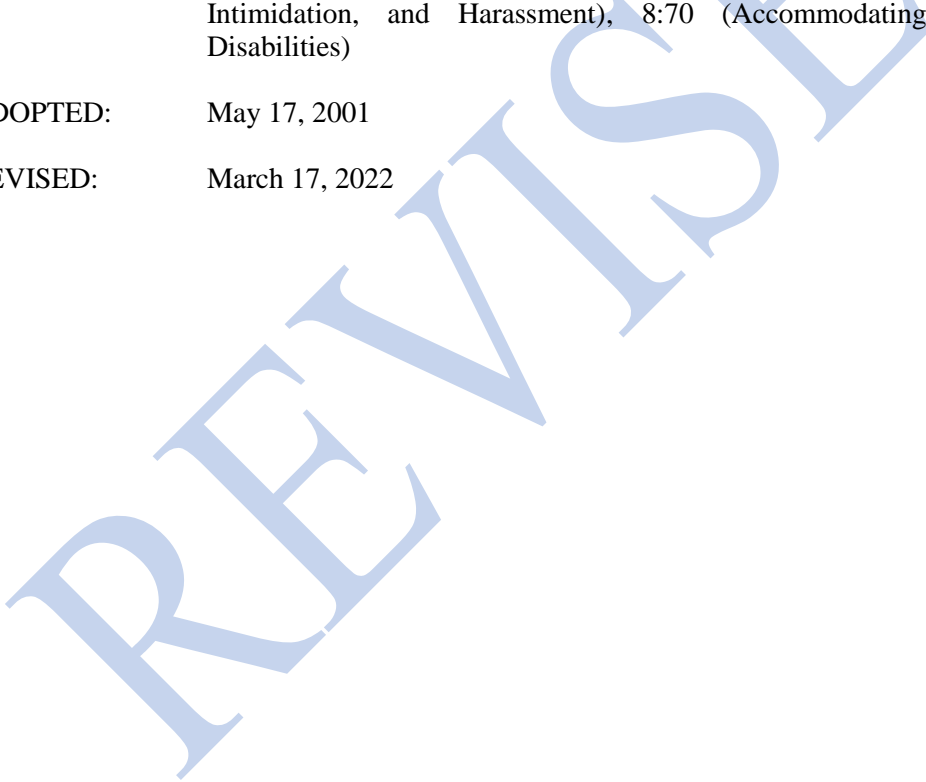 Intimidation, and Harassment), 8:70 (Accommodating
Disabilities)
DOPTED: May 17, 2001
EVISED: March 17, 2022
REVISE